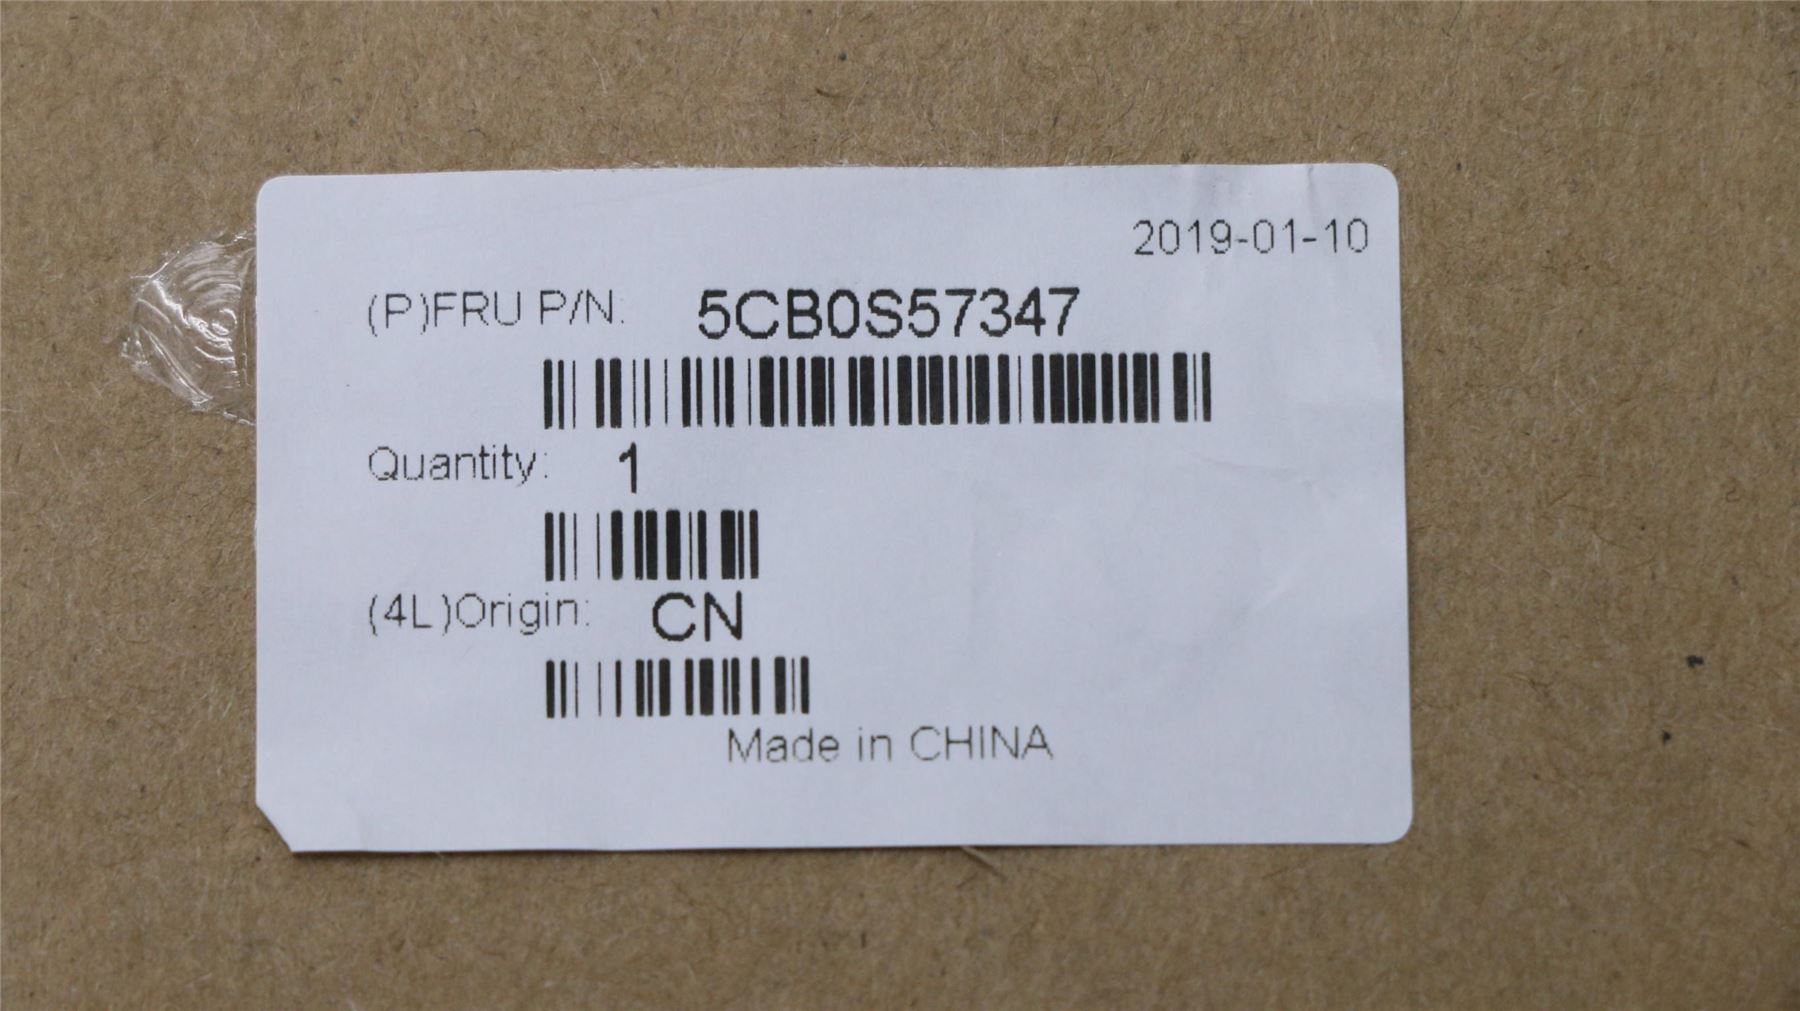 2019-01-10
(P)FRU P/N: 5CB0S57347
Quantity: 1
(4L)Origin: CN
Made in CHINA